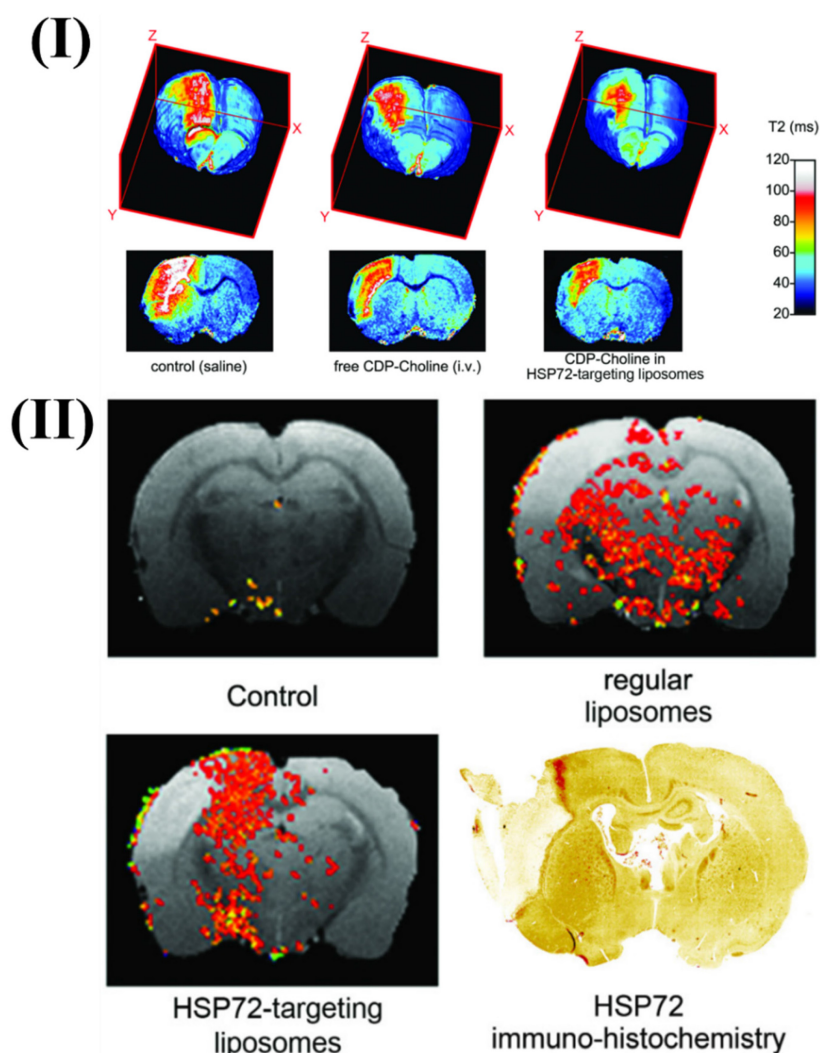 (I)
Z
X
Y
Z
X
Y
Z
X
Y
T2 (ms)
120
100
80
60
40
20
control (saline)
free CDP-Choline (i.v.)
CDP-Choline in
HSP72-targeting liposomes
(II)
Control
regular
liposomes
HSP72-targeting
liposomes
HSP72
immuno-histochemistry